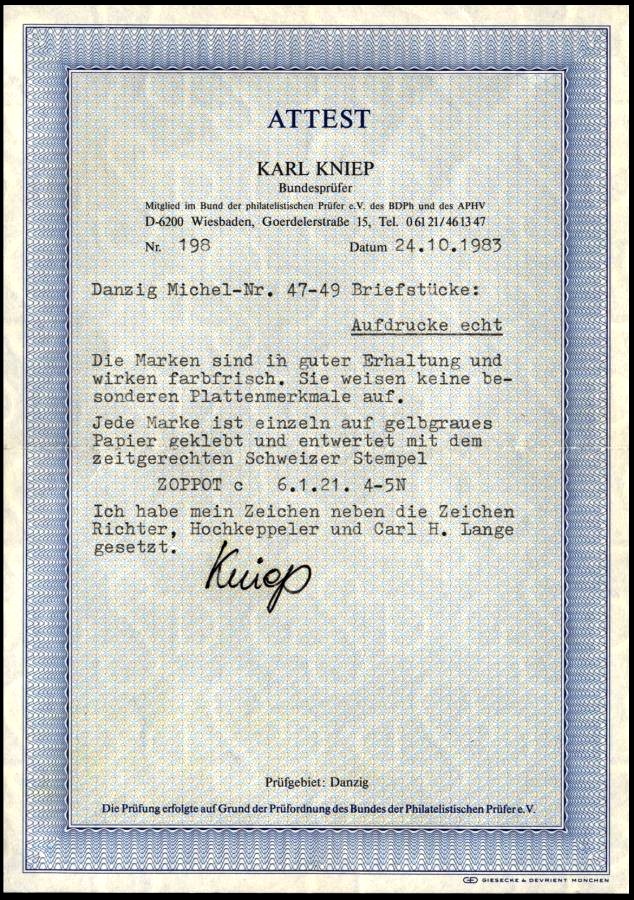 ATTEST
KARL KNIEP
Bundesprüfer
Mitglied im Bund der philatelistischen Prüfer e.V. des BDPh und des APHV
D-6200 Wiesbaden, Goerdelerstraße 15, Tel. 06121/461347
Nr. 198 Datum 24.10.1983
Danzig Michel-Nr. 47-49 Briefstücke:
Aufdrucke echt
Die Marken sind in guter Erhaltung und
wirken farbfrisch. Sie weisen keine be-
sonderen Plattenmerkmale auf.
Jede Marke ist einzeln auf gelbgraues
Papier geklebt und entwertet mit dem
zeitgerechten Schweizer Stempel
ZOPPOT c 6.1.21. 4-5N
Ich habe mein Zeichen neben die Zeichen
Richter, Hochkeppeler und Carl H. Lange
gesetzt.
Kniep
Prüfgebiet: Danzig
Die Prüfung erfolgte auf Grund der Prüfordnung des Bundes der Philatelistischen Prüfer e.V.
GIESECKE & DEVRIENT MÜNCHEN